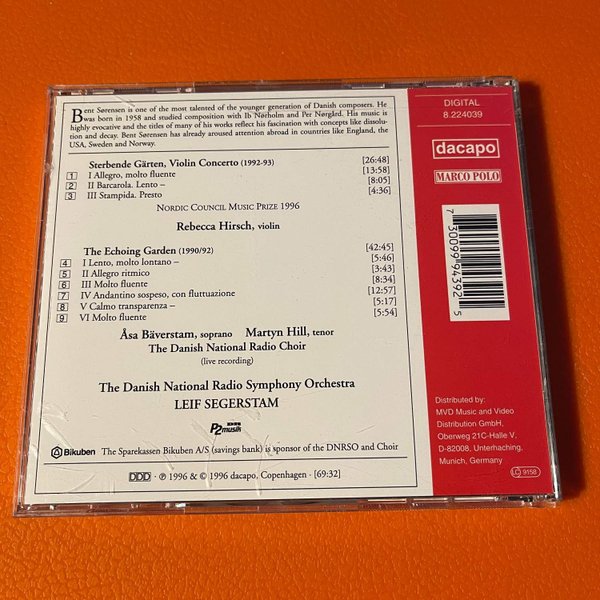 Bent Sørensen is one of the most talented of the younger generation of Danish composers. He
was born in 1958 and studied composition with Ib Nørholm and Per Nørgård. His music is
highly evocative and the titles of many of his works reflect his fascination with concepts like dissolu-
tion and decay. Bent Sørensen has already aroused attention abroad in countries like England, the
USA, Sweden and Norway.
Sterbende Gärten, Violin Concerto (1992-93) [26:48]
1 I Allegro, molto fluente [13:58]
2 II Barcarola. Lento – [8:05]
3 III Stampida. Presto [4:36]
NORDIC COUNCIL MUSIC PRIZE 1996
Rebecca Hirsch, violin
The Echoing Garden (1990/92) [42:45]
4 I Lento, molto lontano – [5:46]
5 II Allegro ritmico [3:43]
6 III Molto fluente [8:34]
7 IV Andantino sospeso, con fluttuazione [12:57]
8 V Calmo transparenza – [5:17]
9 VI Molto fluente [5:54]
Åsa Bäverstam, soprano Martyn Hill, tenor
The Danish National Radio Choir
(live recording)
The Danish National Radio Symphony Orchestra
LEIF SEGERSTAM
DR
P2musik
Bikuben The Sparekassen Bikuben A/S (savings bank) is sponsor of the DNRSO and Choir
DDD · ℗ 1996 & © 1996 dacapo, Copenhagen · [69:32]
DIGITAL
8.224039
dacapo
MARCO POLO
7 30099 94392 5
Distributed by:
MVD Music and Video
Distribution GmbH,
Oberweg 21C-Halle V,
D-82008, Unterhaching,
Munich, Germany
LC 9158